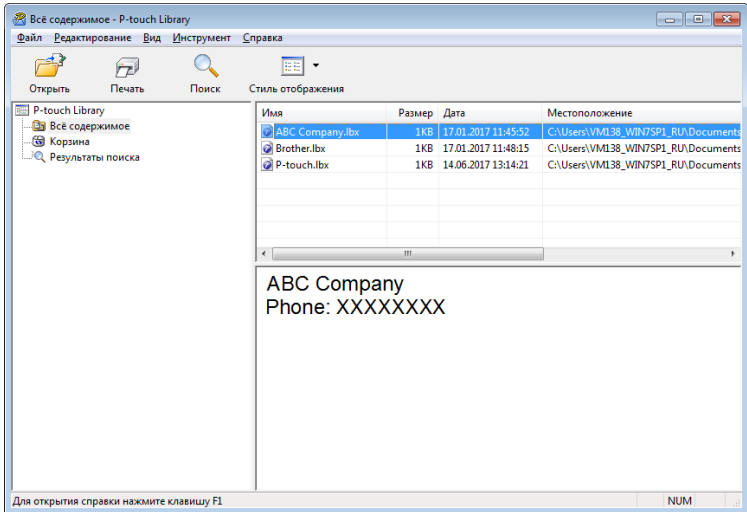 Всё содержимое - P-touch Library
Файл Редактирование Вид Инструмент Справка
Открыть Печать Поиск Стиль отображения
P-touch Library
Всё содержимое
Корзина
Результаты поиска
Имя Размер Дата Местоположение
ABC Company.lbx 1KB 17.01.2017 11:45:52 C:\Users\VM138_WIN7SP1_RU\Documents
Brother.lbx 1KB 17.01.2017 11:48:15 C:\Users\VM138_WIN7SP1_RU\Documents
P-touch.lbx 1KB 14.06.2017 13:14:21 C:\Users\VM138_WIN7SP1_RU\Documents
ABC Company
Phone: XXXXXXXX
Для открытия справки нажмите клавишу F1 NUM